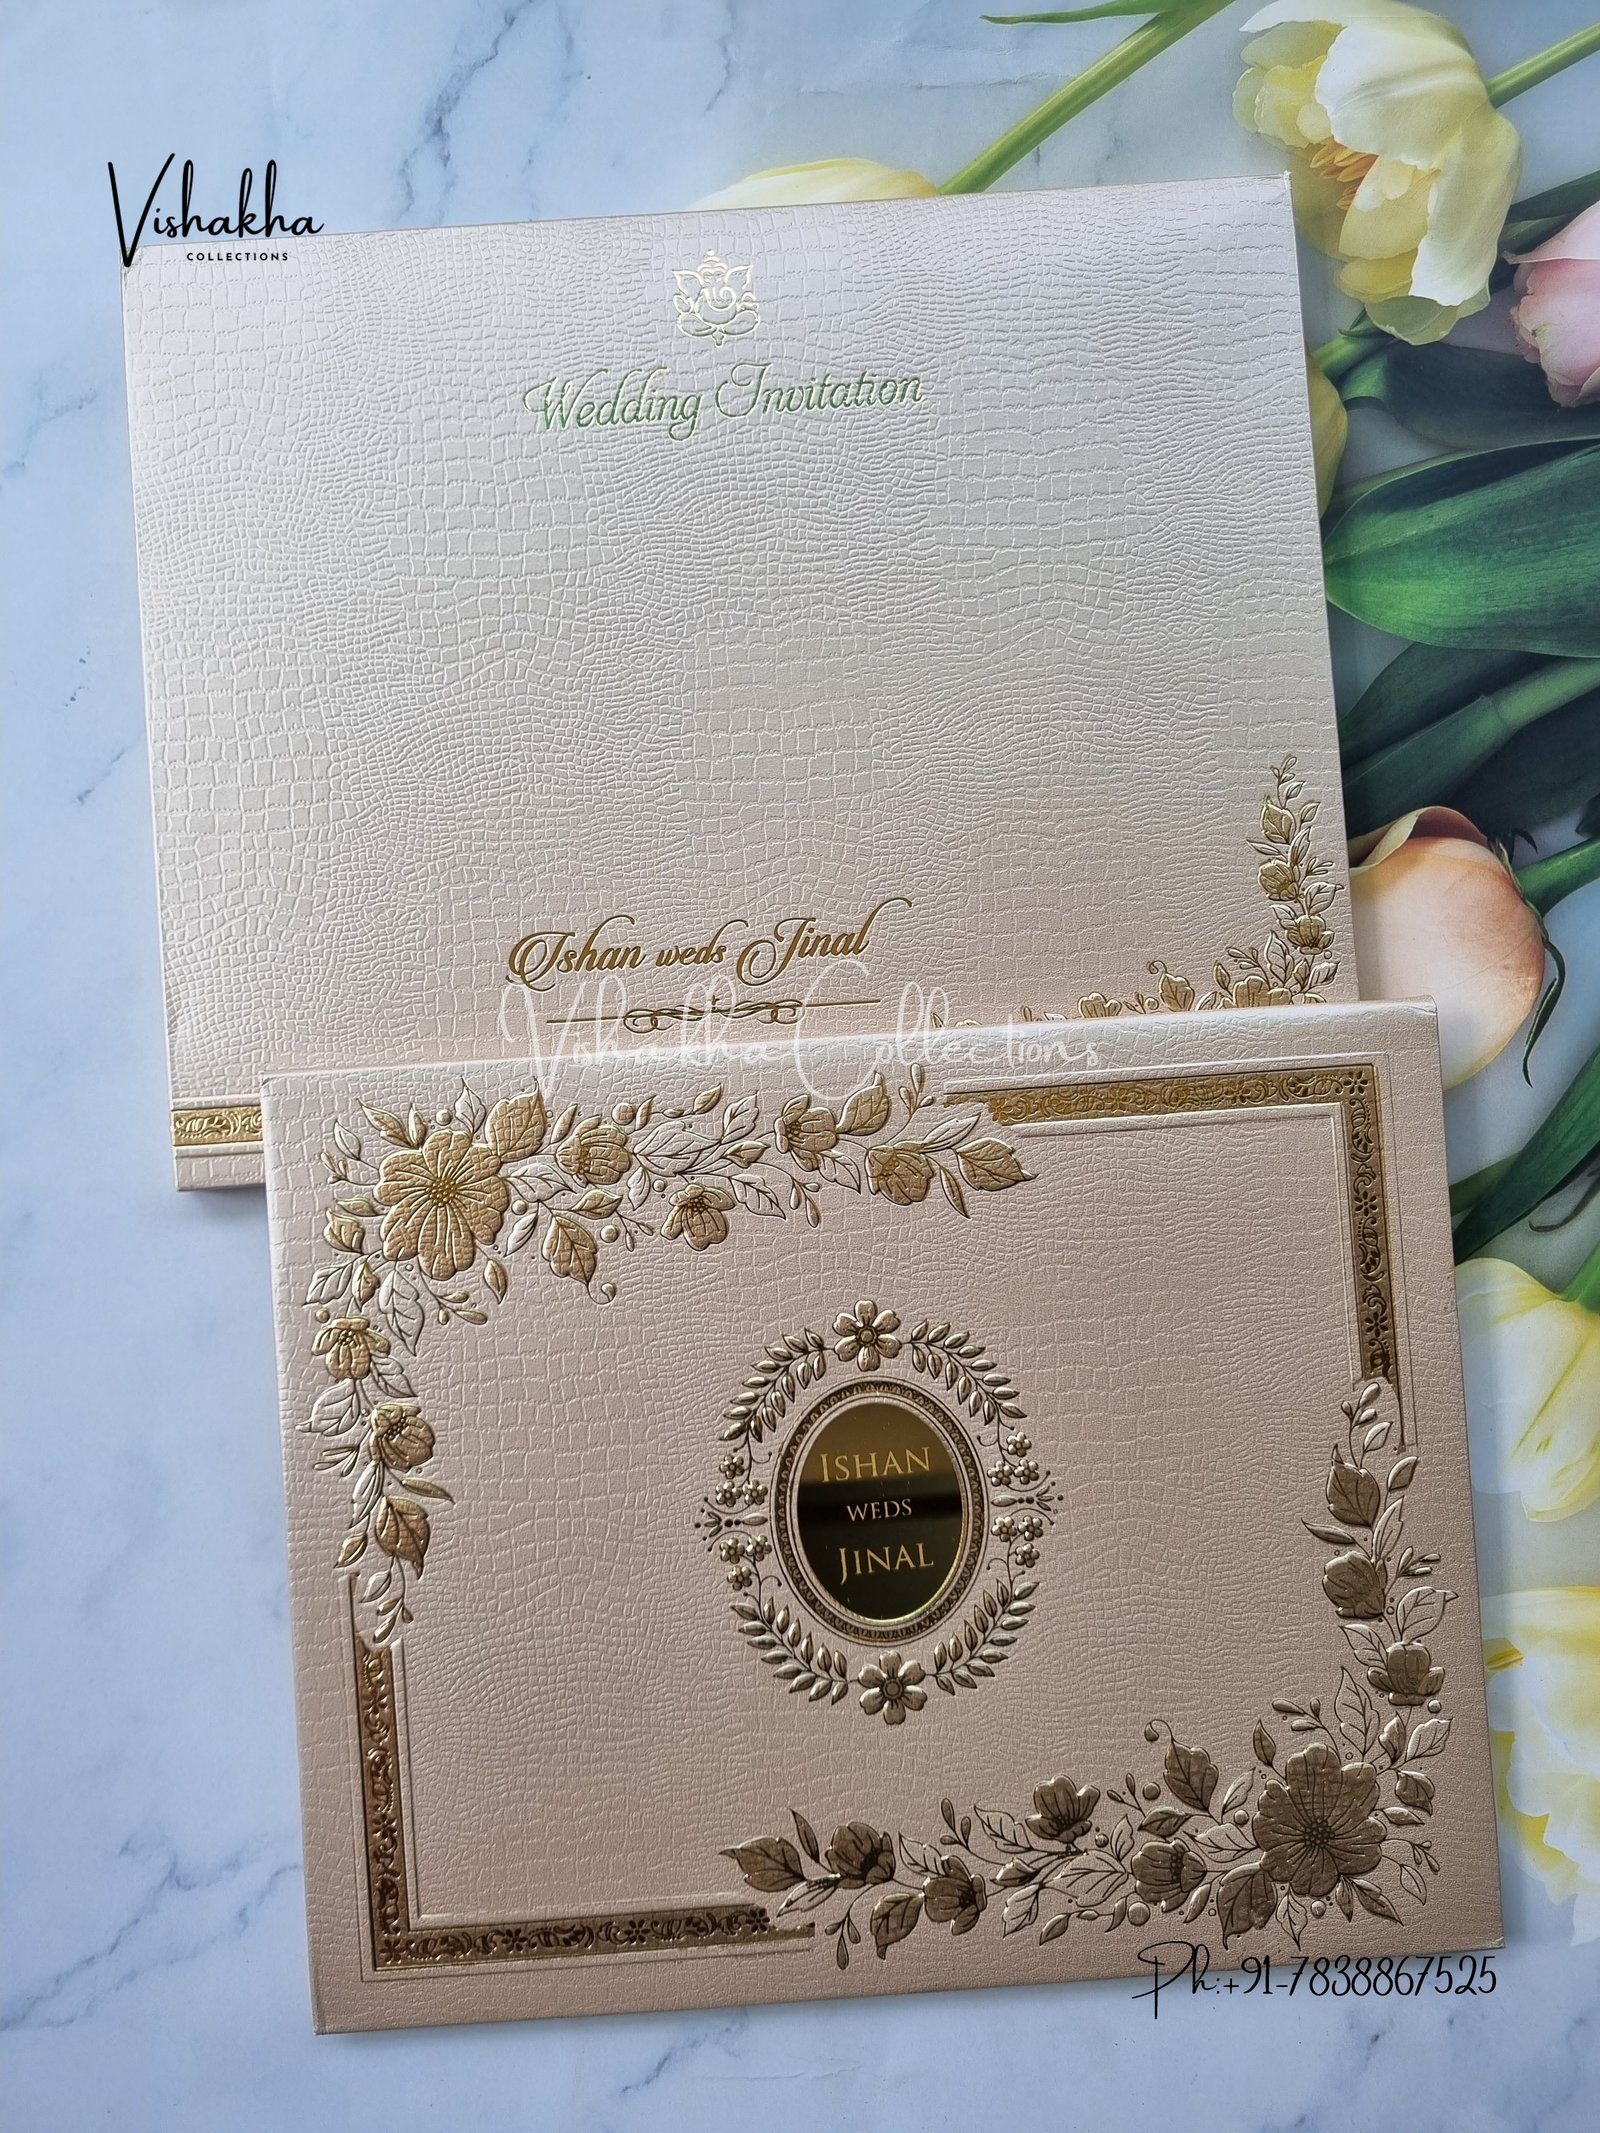 Vishakha
COLLECTIONS
Wedding Invitation
Ishan weds Jinal
Vishakha Collections
ISHAN
WEDS
JINAL
Ph:+91-7838867525